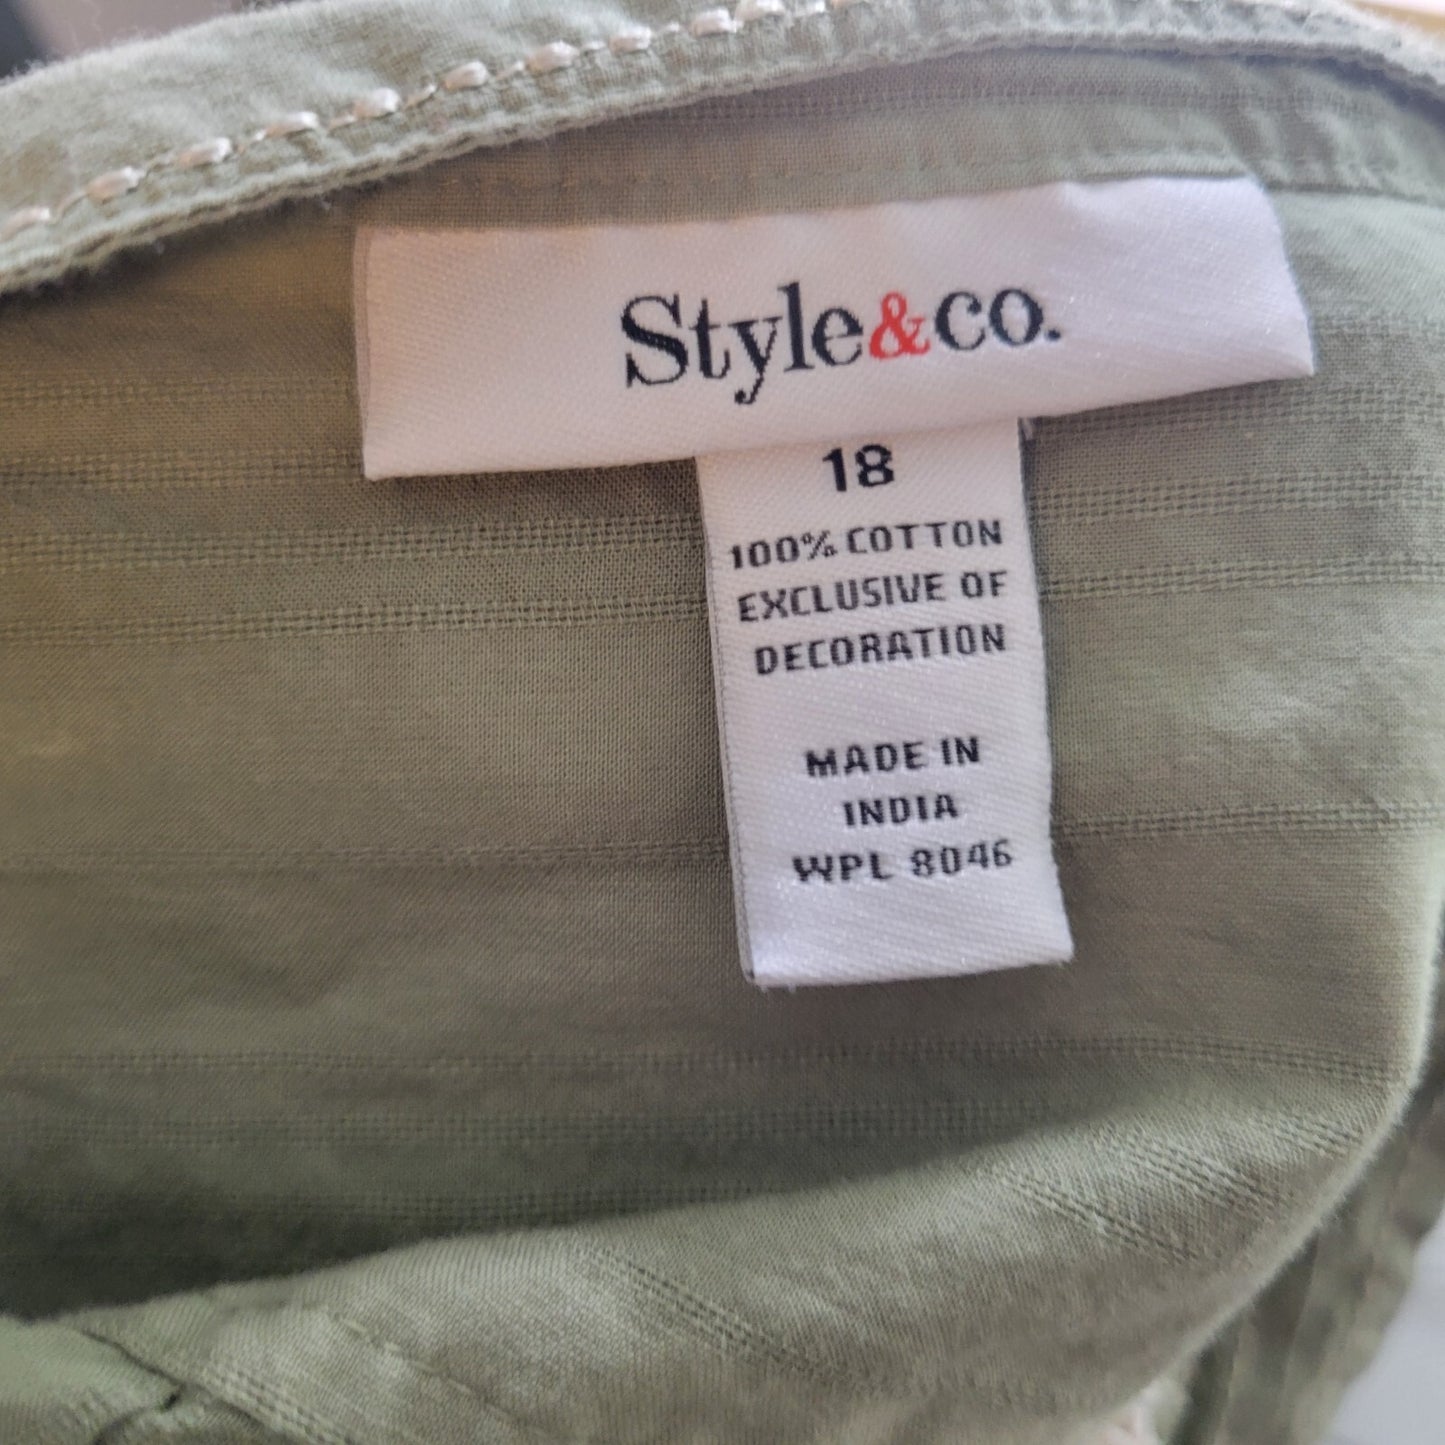 Style&co.
18
100% COTTON
EXCLUSIVE OF
DECORATION
MADE IN
INDIA
WPL 8046